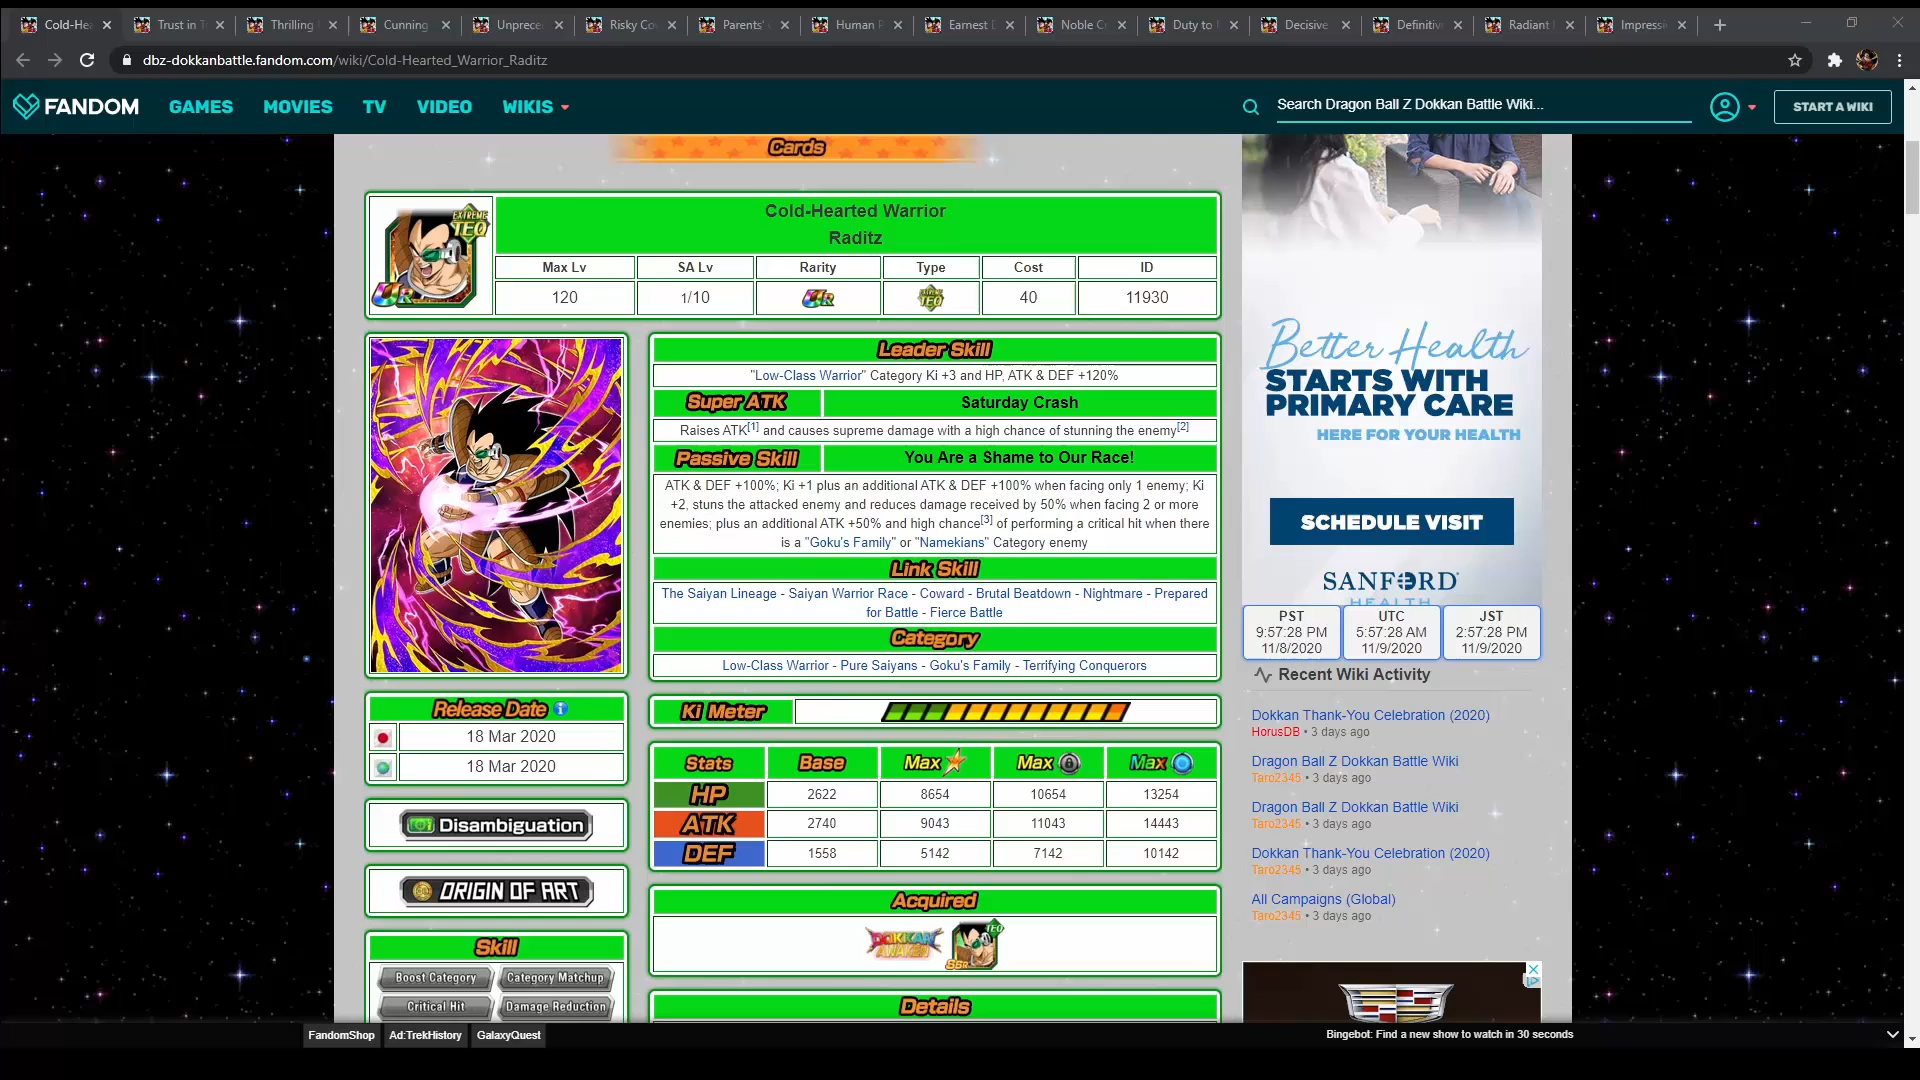 Cold-Hea
Trust in T
Thrilling
Cunning
Unprece
Risky Co
Parents'
Human
Earnest
Noble C
Duty to
Decisive
Definitiv
Radiant
Impress
dbz-dokkanbattle.fandom.com/wiki/Cold-Hearted_Warrior_Raditz
FANDOM
GAMES
MOVIES
TV
VIDEO
WIKIS
Search Dragon Ball Z Dokkan Battle Wiki...
START A WIKI
Cards
EXTREME
TEQ
UR
Cold-Hearted Warrior
Raditz
Max Lv
SA Lv
Rarity
Type
Cost
ID
120
1/10
UR
EXTREME
TEQ
40
11930
Leader Skill
"Low-Class Warrior" Category Ki +3 and HP, ATK & DEF +120%
Super ATK
Saturday Crash
Raises ATK[1] and causes supreme damage with a high chance of stunning the enemy[2]
Passive Skill
You Are a Shame to Our Race!
ATK & DEF +100%; Ki +1 plus an additional ATK & DEF +100% when facing only 1 enemy; Ki
+2, stuns the attacked enemy and reduces damage received by 50% when facing 2 or more
enemies; plus an additional ATK +50% and high chance[3] of performing a critical hit when there
is a "Goku's Family" or "Namekians" Category enemy
Link Skill
The Saiyan Lineage - Saiyan Warrior Race - Coward - Brutal Beatdown - Nightmare - Prepared
for Battle - Fierce Battle
Category
Low-Class Warrior - Pure Saiyans - Goku's Family - Terrifying Conquerors
Release Date
18 Mar 2020
18 Mar 2020
Disambiguation
ORIGIN OF ART
Skill
Boost Category
Category Matchup
Critical Hit
Damage Reduction
Ki Meter
Stats
Base
Max
Max
Max
HP
2622
8654
10654
13254
ATK
2740
9043
11043
14443
DEF
1558
5142
7142
10142
Acquired
DOKKAN
AWAKEN
TEQ
SSR
Details
Better Health
STARTS WITH
PRIMARY CARE
HERE FOR YOUR HEALTH
SCHEDULE VISIT
SANFORD
HEALTH
PST
9:57:28 PM
11/8/2020
UTC
5:57:28 AM
11/9/2020
JST
2:57:28 PM
11/9/2020
Recent Wiki Activity
Dokkan Thank-You Celebration (2020)
HorusDB • 3 days ago
Dragon Ball Z Dokkan Battle Wiki
Taro2345 • 3 days ago
Dragon Ball Z Dokkan Battle Wiki
Taro2345 • 3 days ago
Dokkan Thank-You Celebration (2020)
Taro2345 • 3 days ago
All Campaigns (Global)
Taro2345 • 3 days ago
FandomShop
Ad:TrekHistory
GalaxyQuest
Bingebot: Find a new show to watch in 30 seconds